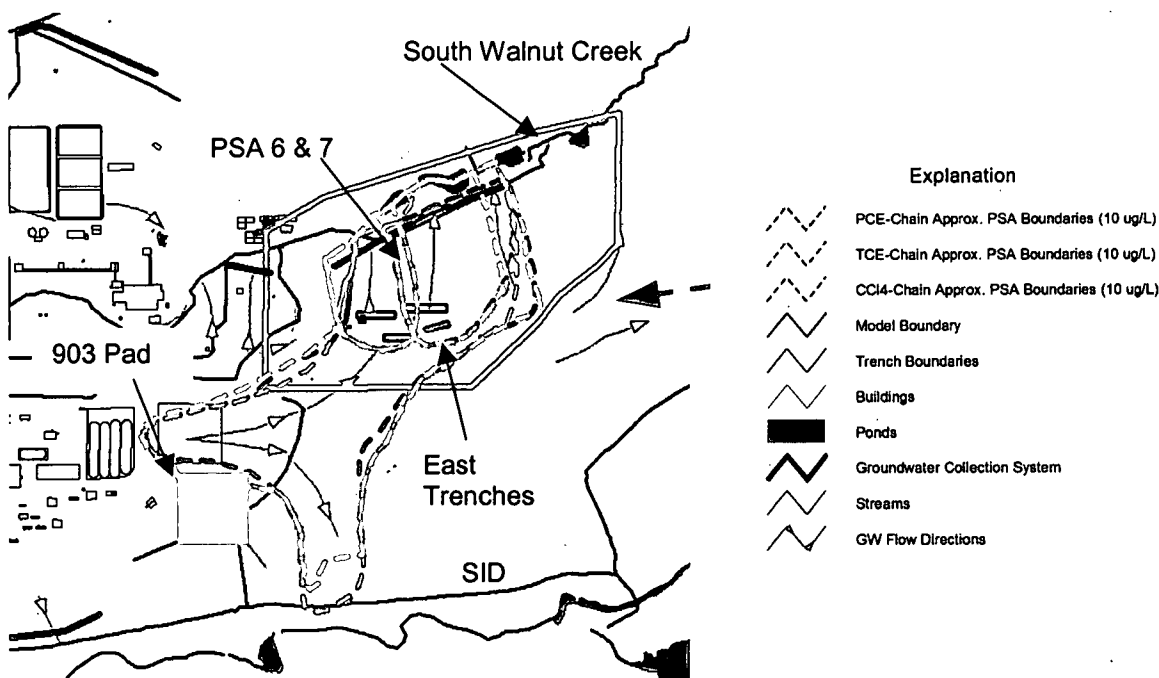 South Walnut Creek
PSA 6 & 7
903 Pad
East
Trenches
SID
Explanation
PCE-Chain Approx. PSA Boundaries (10 ug/L)
TCE-Chain Approx. PSA Boundaries (10 ug/L)
CCl4-Chain Approx. PSA Boundaries (10 ug/L)
Model Boundary
Trench Boundaries
Buildings
Ponds
Groundwater Collection System
Streams
GW Flow Directions